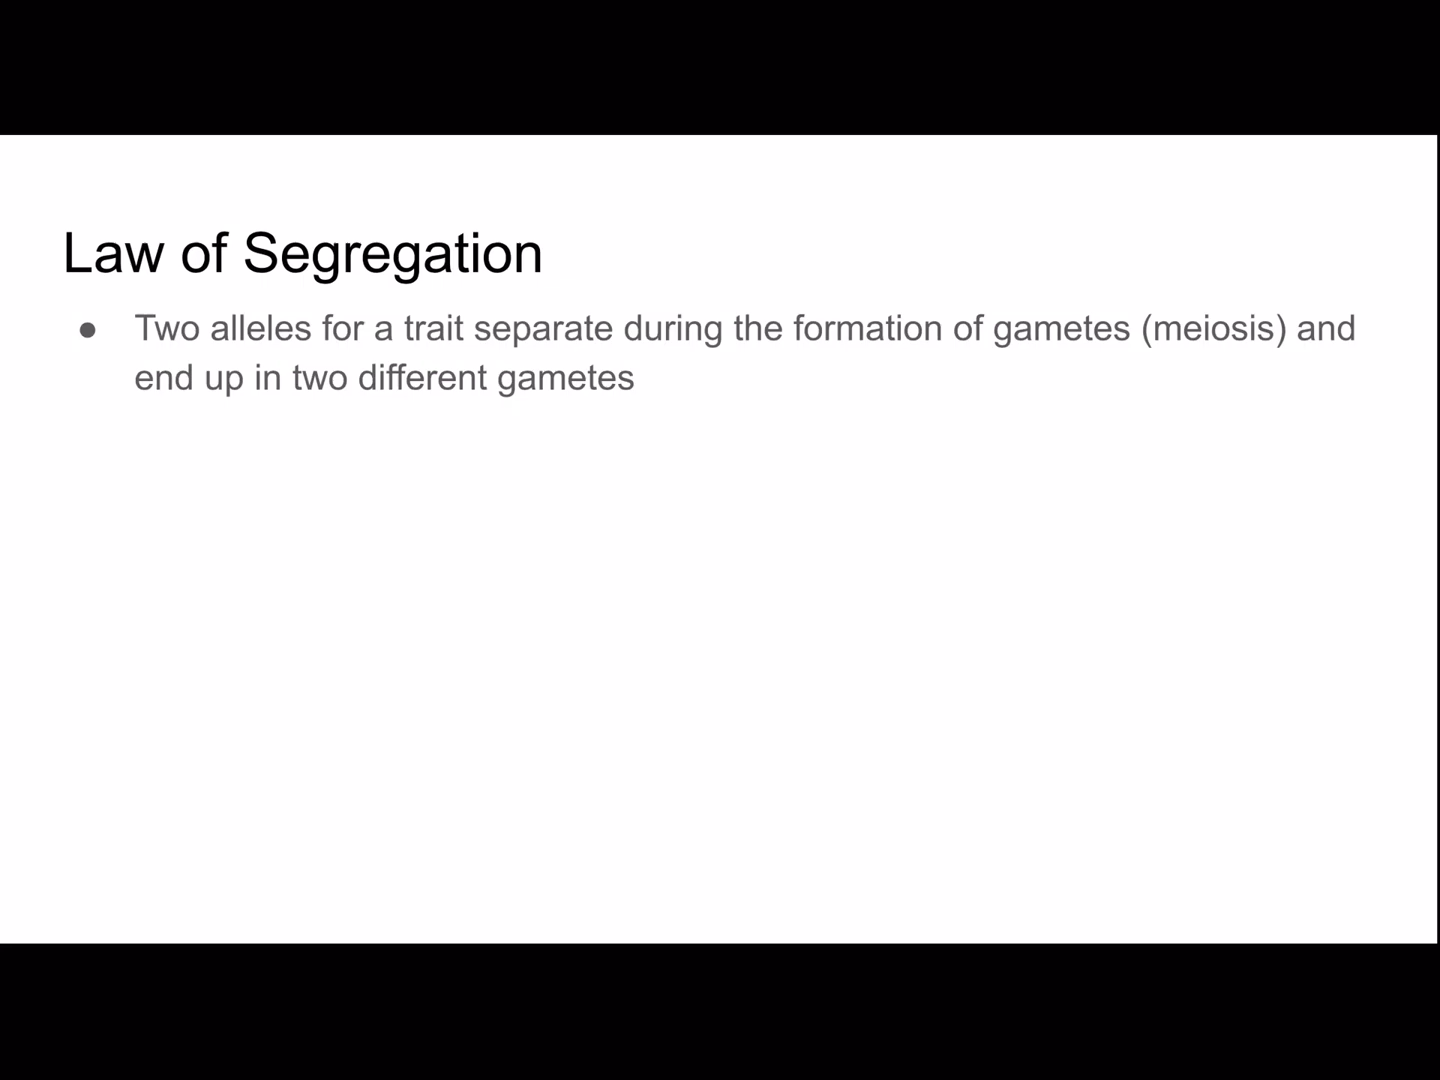 Law of Segregation
● Two alleles for a trait separate during the formation of gametes (meiosis) and
end up in two different gametes